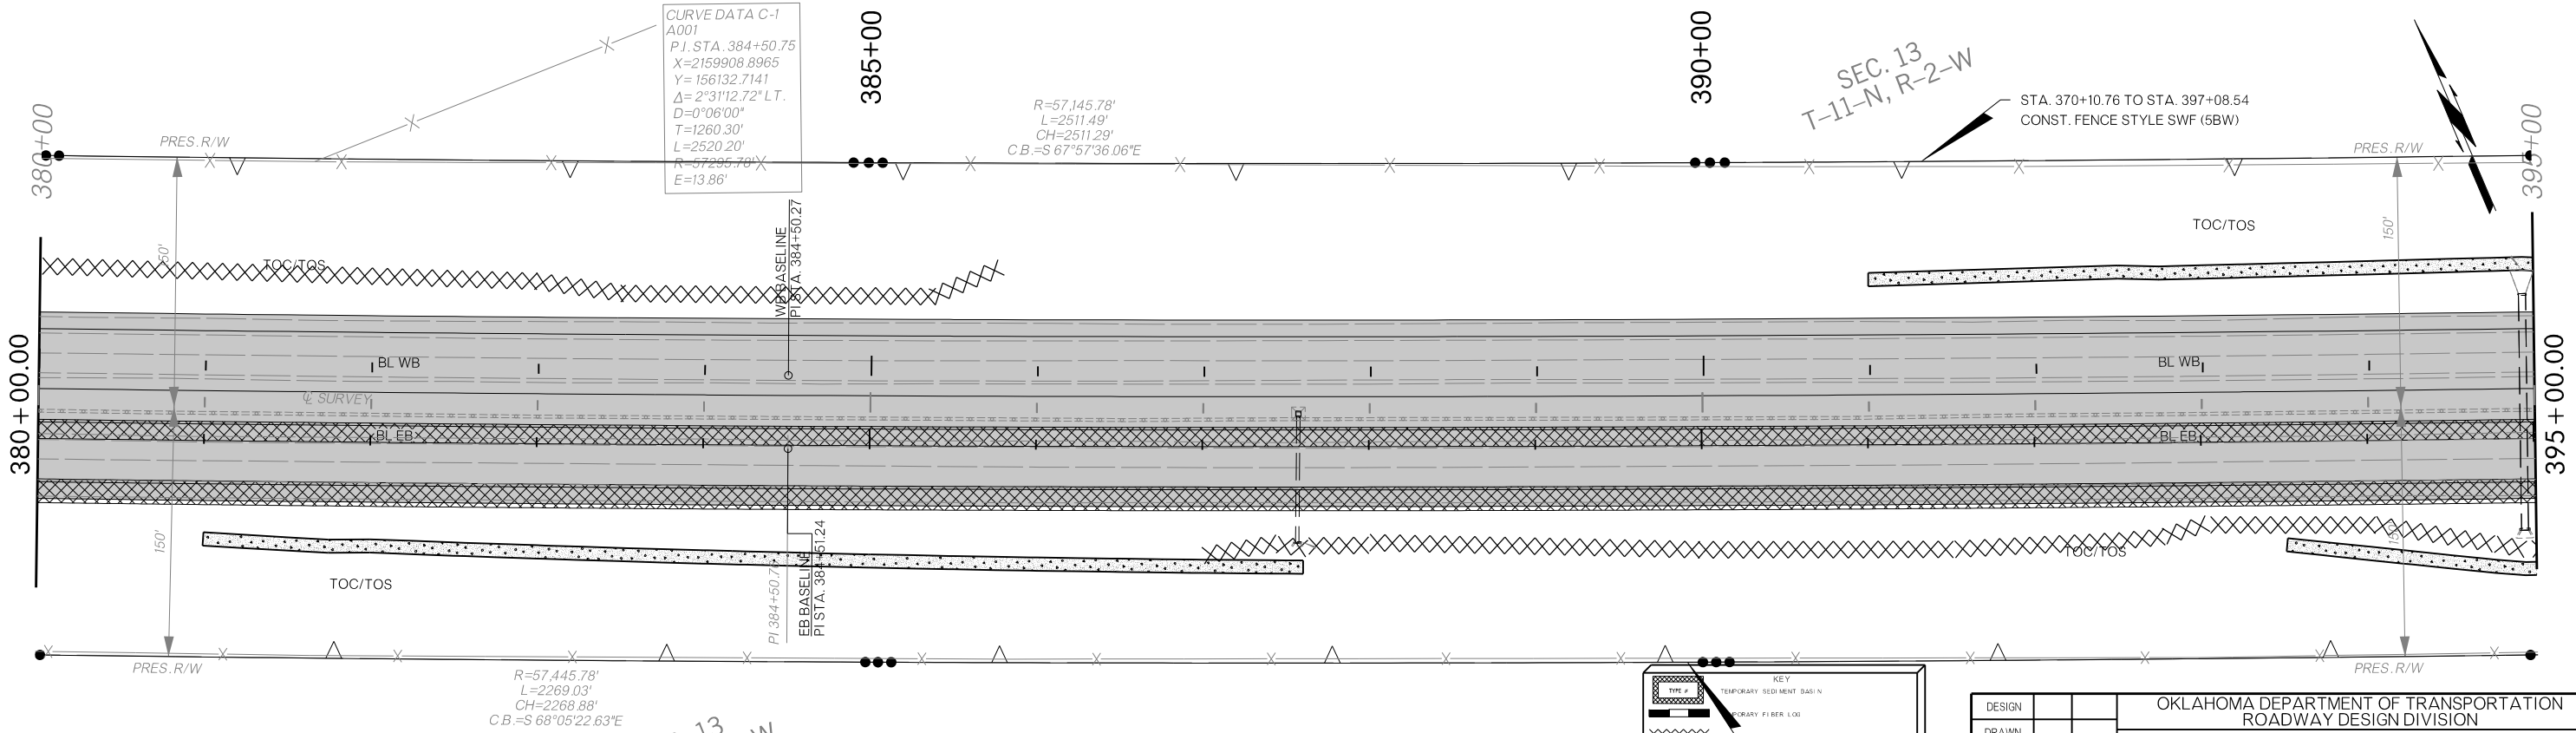 CURVE DATA C-1
A001
P.I. STA. 384+50.75
X=2159908.8965
Y=156132.7141
Δ= 2°31'12.72" LT.
D=0°06'00"
T=1260.30'
L=2520.20'
R=57295.78'
E=13.86'
380+00
385+00
390+00
395+00
SEC. 13
T-11-N, R-2-W
STA. 370+10.76 TO STA. 397+08.54
CONST. FENCE STYLE SWF (5BW)
R=57,145.78'
L=2511.49'
CH=2511.29'
C.B.=S 67°57'36.06"E
PRES. R/W
PRES. R/W
150'
TOC/TOS
WB BASELINE
PI STA. 384+50.27
TOC/TOS
150'
380+00.00
BL WB
BL WB
395+00.00
℄ SURVEY
BL EB
BL EB
150'
TOC/TOS
PI 384+50.75
EB BASELINE
PI STA. 384+51.24
TOC/TOS
150'
PRES. R/W
PRES. R/W
R=57,445.78'
L=2269.03'
CH=2268.88'
C.B.=S 68°05'22.63"E
13
W
KEY
TYPE #
TEMPORARY SEDIMENT BASIN
PORARY FIBER LOG
DESIGN
DRAWN
OKLAHOMA DEPARTMENT OF TRANSPORTATION
ROADWAY DESIGN DIVISION